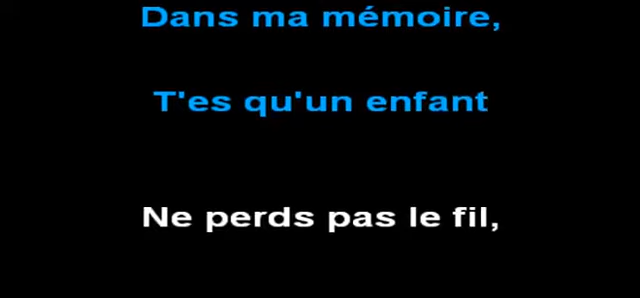 Dans ma mémoire,
T'es qu'un enfant
Ne perds pas le fil,